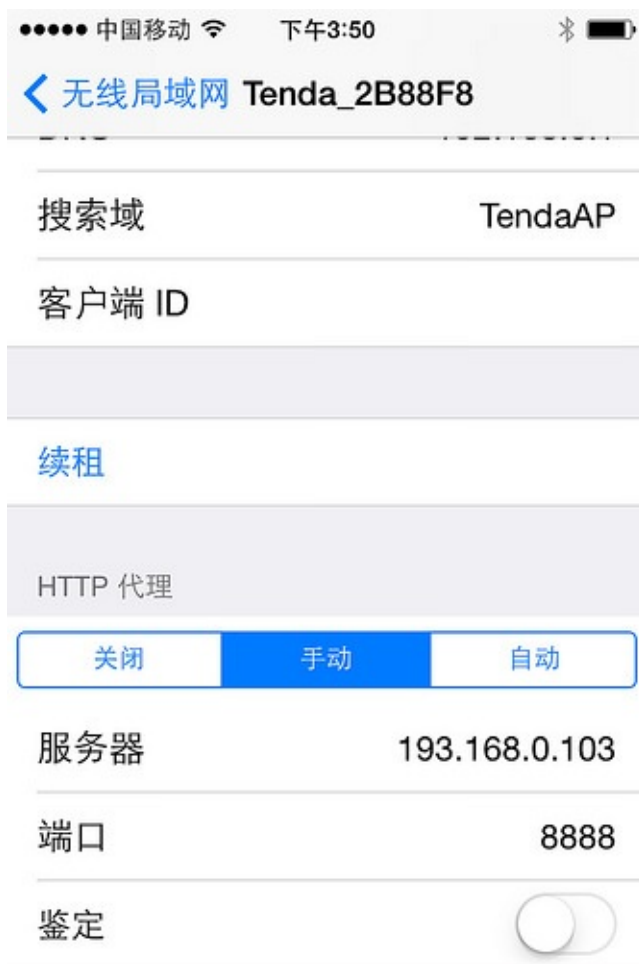 中国移动 下午3:50
无线局域网 Tenda_2B88F8
搜索域 TendaAP
客户端 ID
续租
HTTP 代理
关闭 手动 自动
服务器 193.168.0.103
端口 8888
鉴定